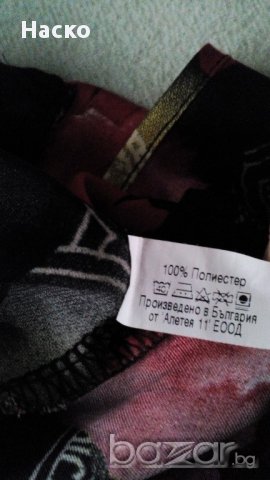 Наско
100% Полиестер
Произведено в България
от "Алетея 11" ЕООД
bazar.bg